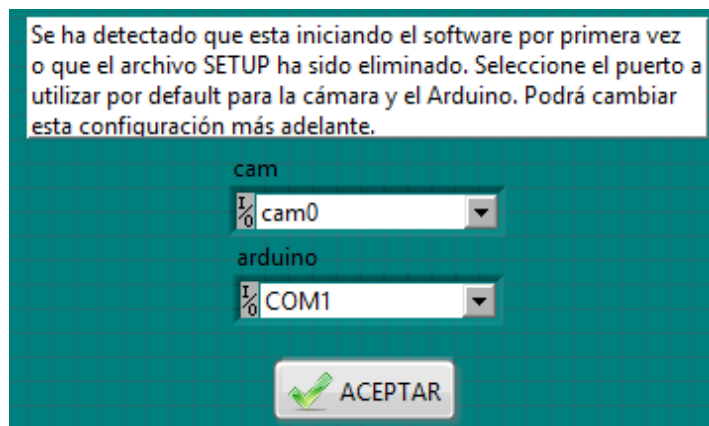 Se ha detectado que esta iniciando el software por primera vez
o que el archivo SETUP ha sido eliminado. Seleccione el puerto a
utilizar por default para la cámara y el Arduino. Podrá cambiar
esta configuración más adelante.
cam
I/O cam0
arduino
I/O COM1
ACEPTAR